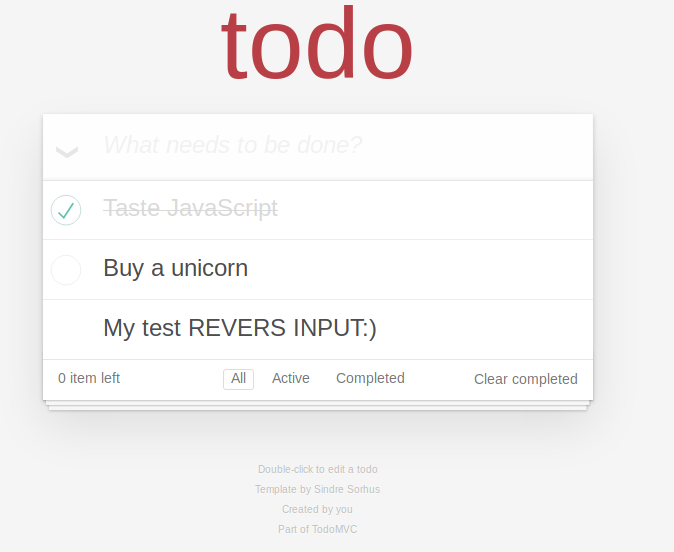 todo
What needs to be done?
Taste JavaScript
Buy a unicorn
My test REVERS INPUT:)
0 item left All Active Completed Clear completed
Double-click to edit a todo
Template by Sindre Sorhus
Created by you
Part of TodoMVC